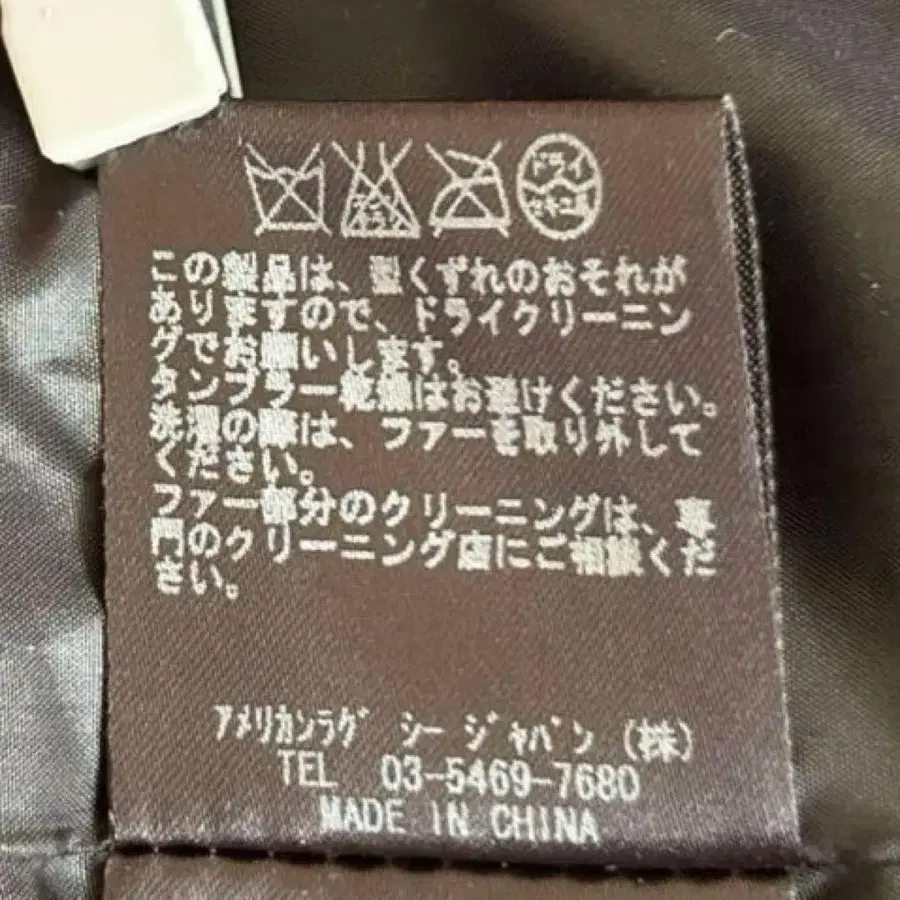 ドライ
セキユ系
この製品は、型くずれのおそれが
ありますので、ドライクリーニン
グでお願いします。
タンブラー乾燥はお避けください。
洗濯の際は、ファーを取り外して
ください。
ファー部分のクリーニングは、専
門のクリーニング店にご相談くだ
さい。
アメリカンラグ シー ジャパン (株)
TEL 03-5469-7680
MADE IN CHINA